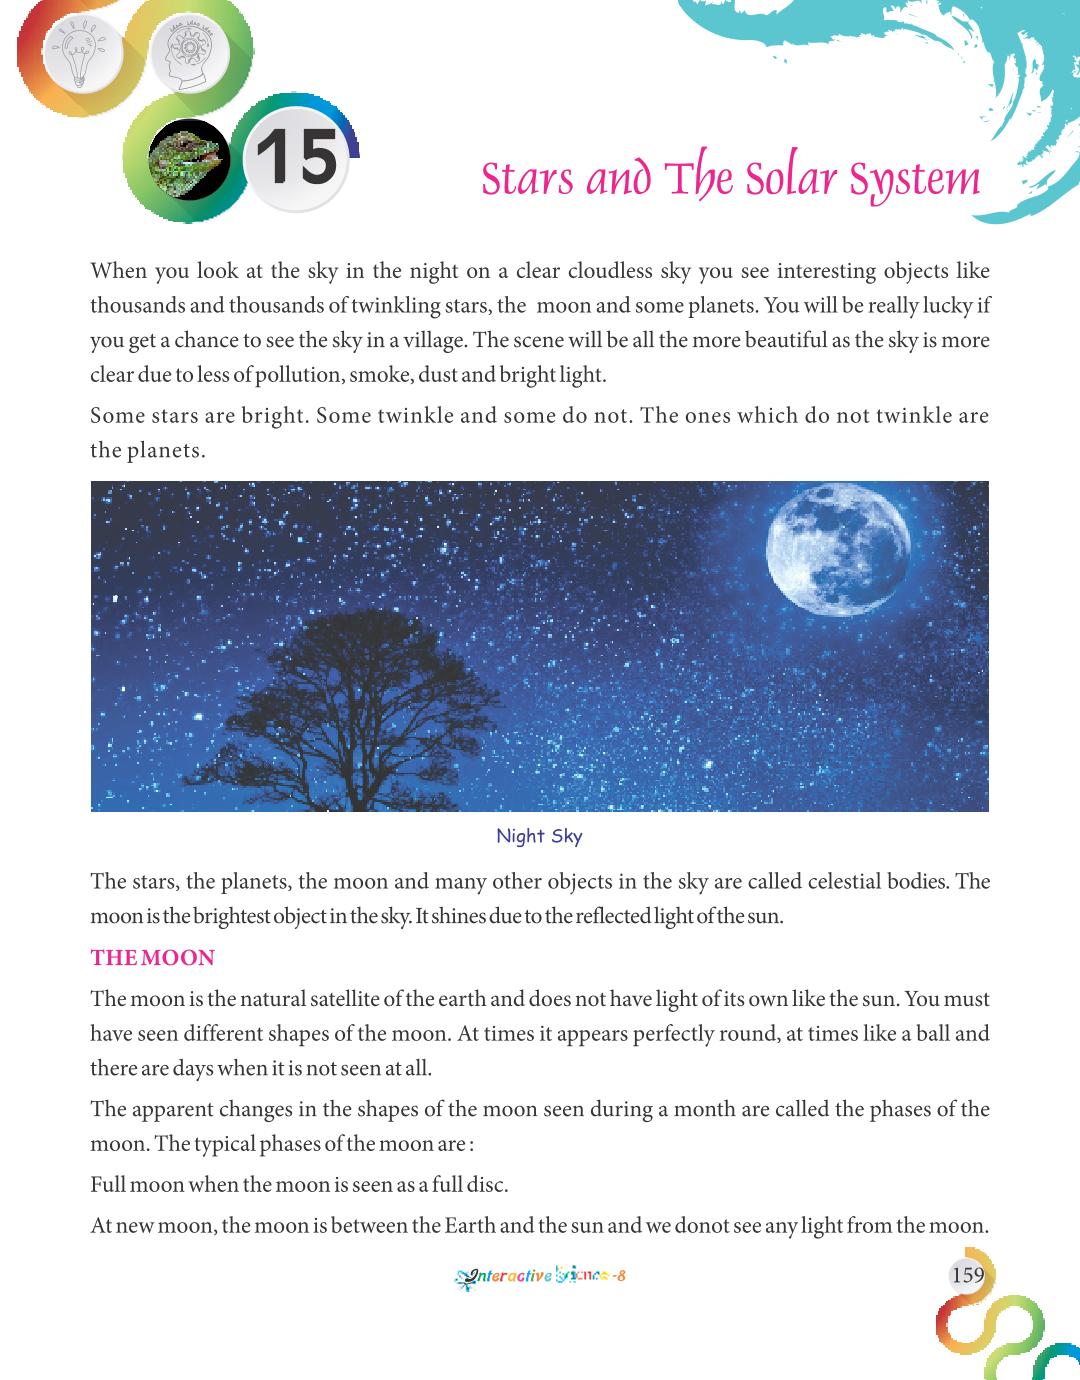 15
Stars and The Solar System
When you look at the sky in the night on a clear cloudless sky you see interesting objects like
thousands and thousands of twinkling stars, the moon and some planets. You will be really lucky if
you get a chance to see the sky in a village. The scene will be all the more beautiful as the sky is more
clear due to less of pollution, smoke, dust and bright light.
Some stars are bright. Some twinkle and some do not. The ones which do not twinkle are
the planets.
Night Sky
The stars, the planets, the moon and many other objects in the sky are called celestial bodies. The
moon is the brightest object in the sky. It shines due to the reflected light of the sun.
THE MOON
The moon is the natural satellite of the earth and does not have light of its own like the sun. You must
have seen different shapes of the moon. At times it appears perfectly round, at times like a ball and
there are days when it is not seen at all.
The apparent changes in the shapes of the moon seen during a month are called the phases of the
moon. The typical phases of the moon are :
Full moon when the moon is seen as a full disc.
At new moon, the moon is between the Earth and the sun and we donot see any light from the moon.
Interactive Science-8
159